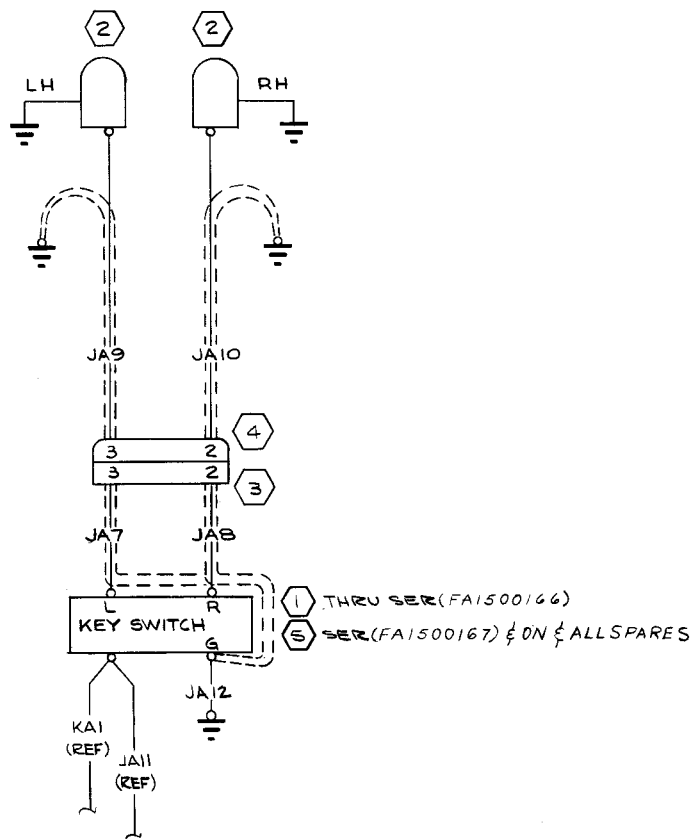 2 2
LH RH
JA9 JA10
4
3 2
3 2
3
JA7 JA8
L R
1 THRU SER(FA1500166)
KEY SWITCH
G
5 SER(FA1500167) & ON & ALL SPARES
JA12
KA1
(REF)
JA11
(REF)